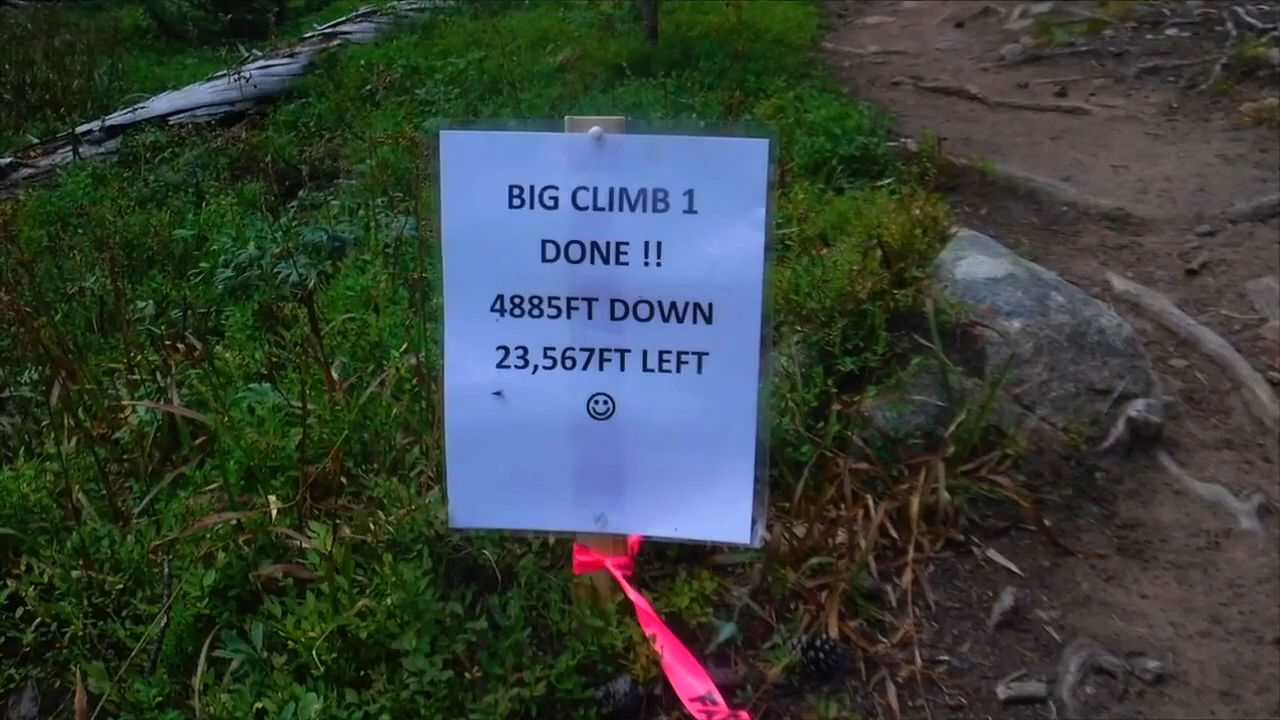 BIG CLIMB 1
DONE !!
4885FT DOWN
23,567FT LEFT
☺